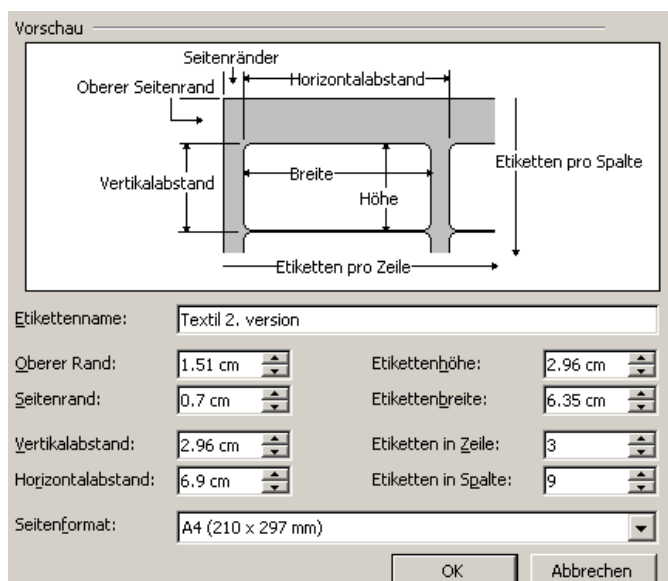 Vorschau
Seitenränder
Oberer Seitenrand
Horizontalabstand
Etiketten pro Spalte
Vertikalabstand
Breite
Höhe
Etiketten pro Zeile
Etikettenname: Textil 2. version
Oberer Rand: 1.51 cm Etikettenhöhe: 2.96 cm
Seitenrand: 0.7 cm Etikettenbreite: 6.35 cm
Vertikalabstand: 2.96 cm Etiketten in Zeile: 3
Horizontalabstand: 6.9 cm Etiketten in Spalte: 9
Seitenformat: A4 (210 x 297 mm)
OK Abbrechen